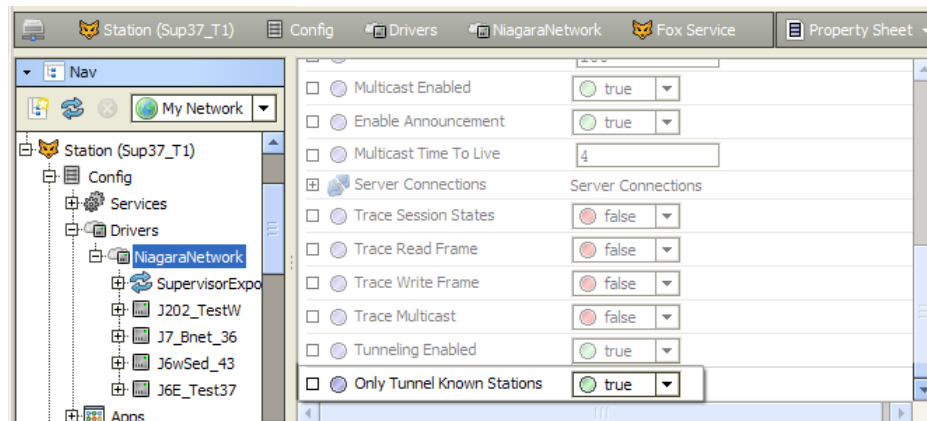 Station (Sup37_T1) Config Drivers NiagaraNetwork Fox Service Property Sheet
Nav
My Network
Station (Sup37_T1)
Config
Services
Drivers
NiagaraNetwork
SupervisorExpo
J202_TestW
J7_Bnet_36
J6wSed_43
J6E_Test37
Apps
Multicast Enabled true
Enable Announcement true
Multicast Time To Live 4
Server Connections Server Connections
Trace Session States false
Trace Read Frame false
Trace Write Frame false
Trace Multicast false
Tunneling Enabled true
Only Tunnel Known Stations true